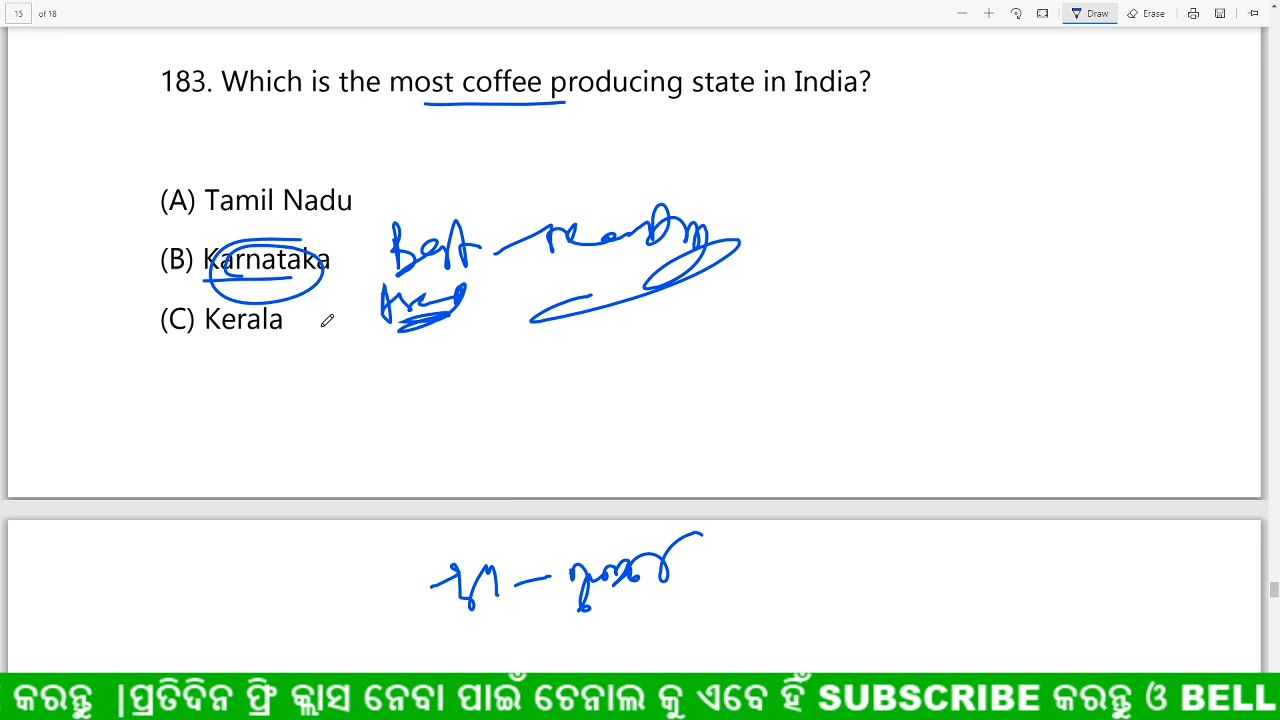 15 of 18 Draw Erase
183. Which is the most coffee producing state in India?
(A) Tamil Nadu
(B) Karnataka
Best
(C) Kerala
କରନ୍ତୁ |ପ୍ରତିଦିନ ଫ୍ରି କ୍ଲାସ ନେବା ପାଇଁ ଚେନାଲ କୁ ଏବେ ହିଁ SUBSCRIBE କରନ୍ତୁ ଓ BELL